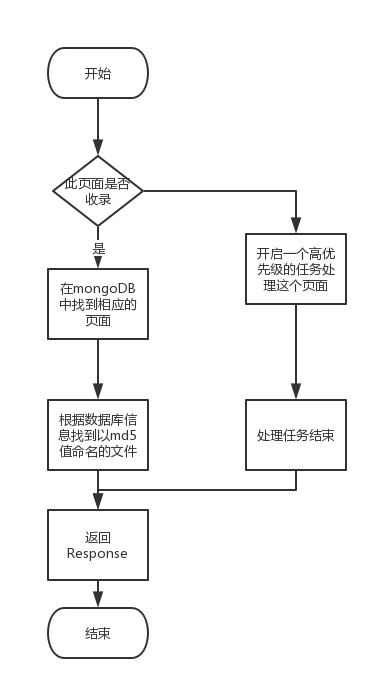 开始
此页面是否
收录
是
在mongoDB
中找到相应的
页面
开启一个高优
先级的任务处
理这个页面
根据数据库信
息找到以md5
值命名的文件
处理任务结束
返回
Response
结束